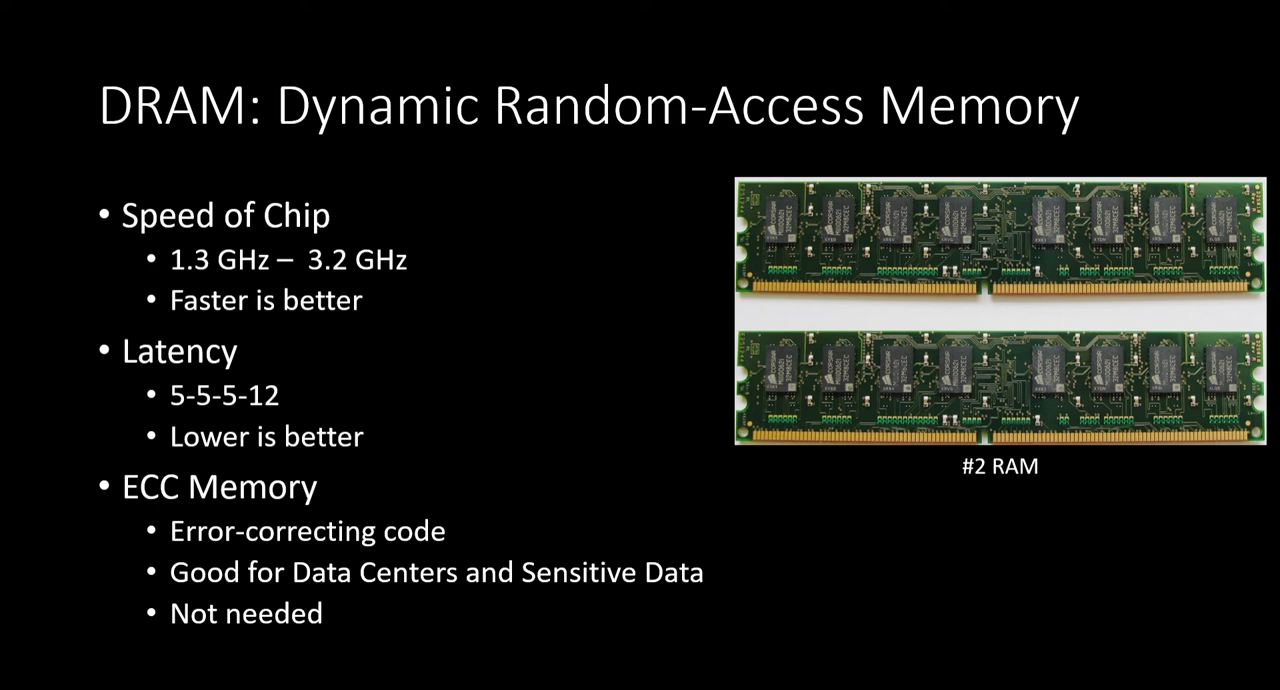 DRAM: Dynamic Random-Access Memory
• Speed of Chip
• 1.3 GHz – 3.2 GHz
• Faster is better
• Latency
• 5-5-5-12
• Lower is better
• ECC Memory
• Error-correcting code
• Good for Data Centers and Sensitive Data
• Not needed
#2 RAM